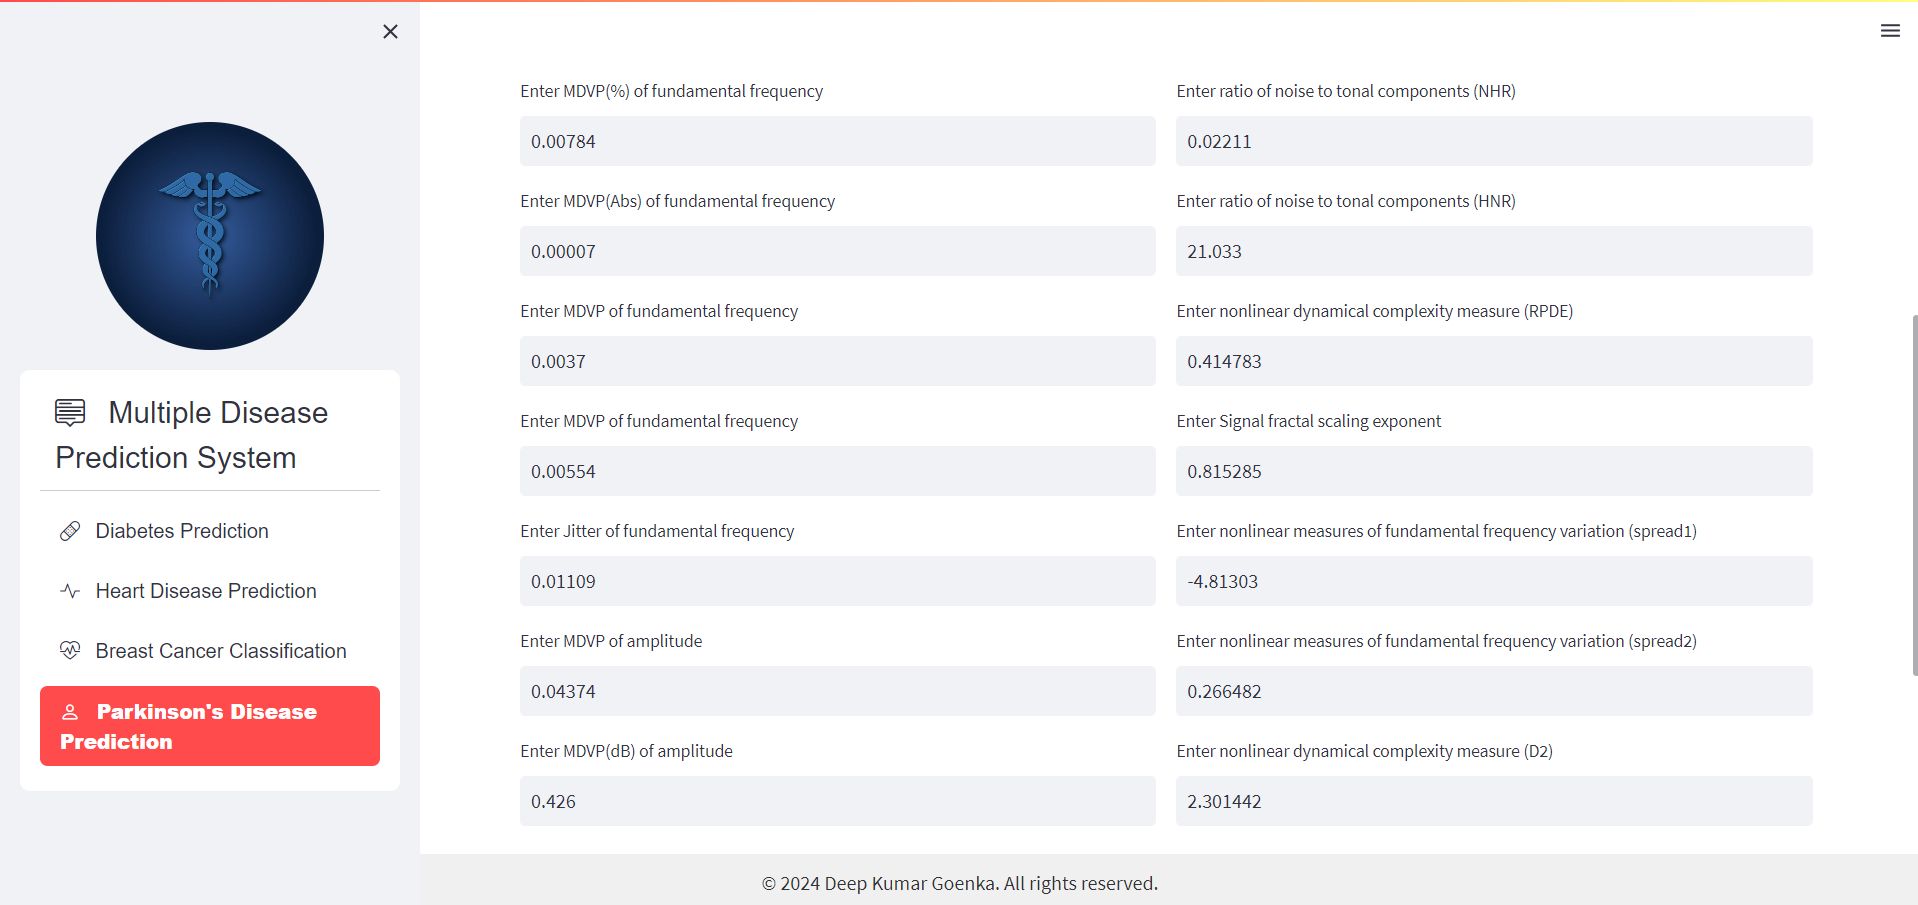 Multiple Disease
Prediction System
Diabetes Prediction
Heart Disease Prediction
Breast Cancer Classification
Parkinson's Disease
Prediction
Enter MDVP(%) of fundamental frequency
0.00784
Enter MDVP(Abs) of fundamental frequency
0.00007
Enter MDVP of fundamental frequency
0.0037
Enter MDVP of fundamental frequency
0.00554
Enter Jitter of fundamental frequency
0.01109
Enter MDVP of amplitude
0.04374
Enter MDVP(dB) of amplitude
0.426
Enter ratio of noise to tonal components (NHR)
0.02211
Enter ratio of noise to tonal components (HNR)
21.033
Enter nonlinear dynamical complexity measure (RPDE)
0.414783
Enter Signal fractal scaling exponent
0.815285
Enter nonlinear measures of fundamental frequency variation (spread1)
-4.81303
Enter nonlinear measures of fundamental frequency variation (spread2)
0.266482
Enter nonlinear dynamical complexity measure (D2)
2.301442
© 2024 Deep Kumar Goenka. All rights reserved.